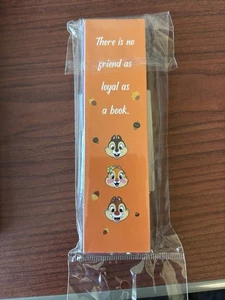 There is no
friend as
loyal as
a book.